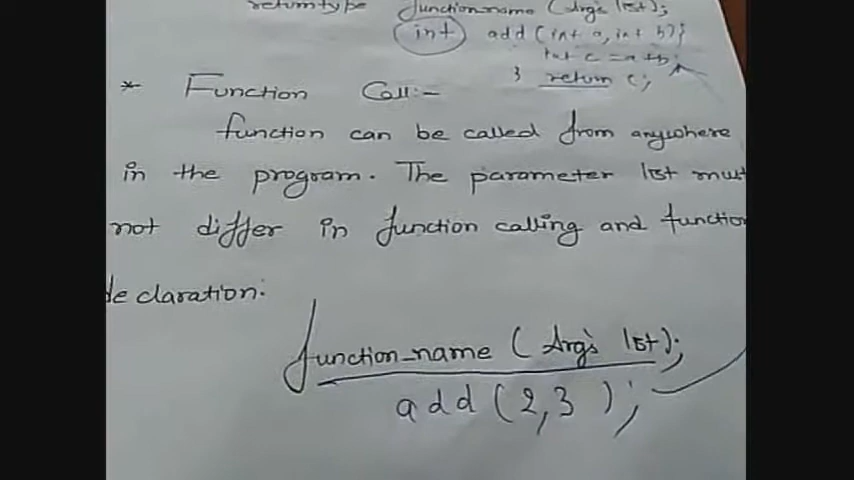 return type function_name (Args list);
int add (int a, int b) {
int c = a+b;
} return c;
* Function Call:-
function can be called from anywhere
in the program. The parameter list must
not differ in function calling and function
declaration:
function_name (Args list);
add (2,3);